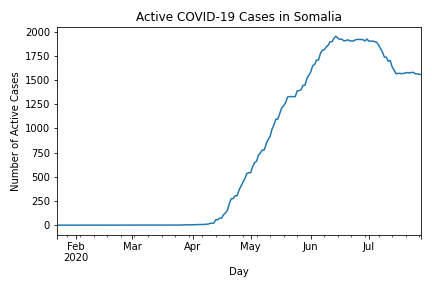 Active COVID-19 Cases in Somalia
Number of Active Cases
2000
1750
1500
1250
1000
750
500
250
0
Feb Mar Apr May Jun Jul
2020
Day